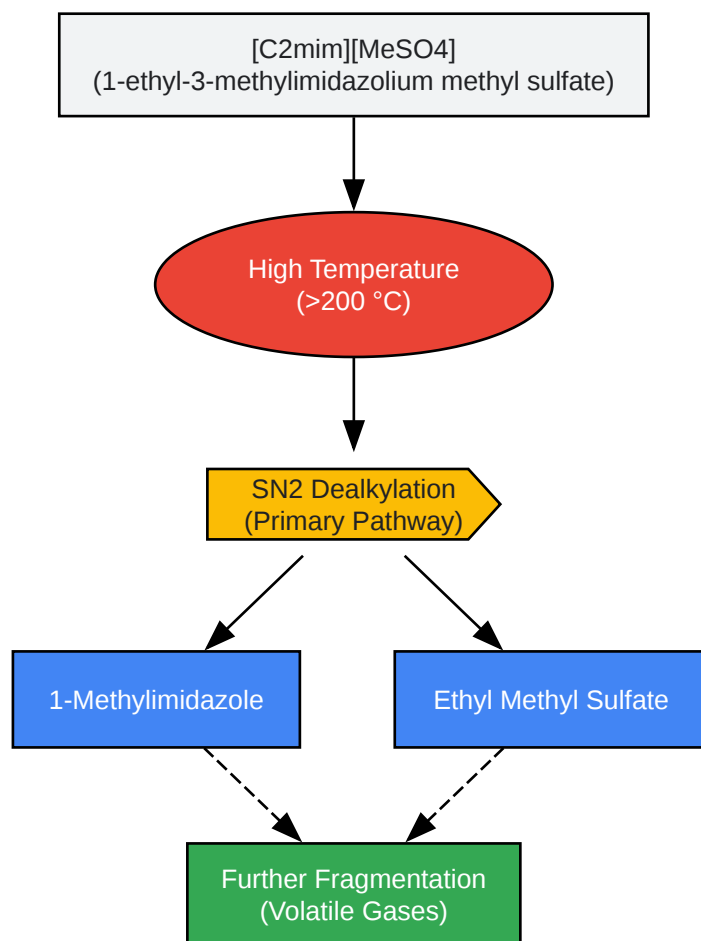 [C2mim][MeSO4]
(1-ethyl-3-methylimidazolium methyl sulfate)
High Temperature
(>200 °C)
SN2 Dealkylation
(Primary Pathway)
1-Methylimidazole
Ethyl Methyl Sulfate
Further Fragmentation
(Volatile Gases)